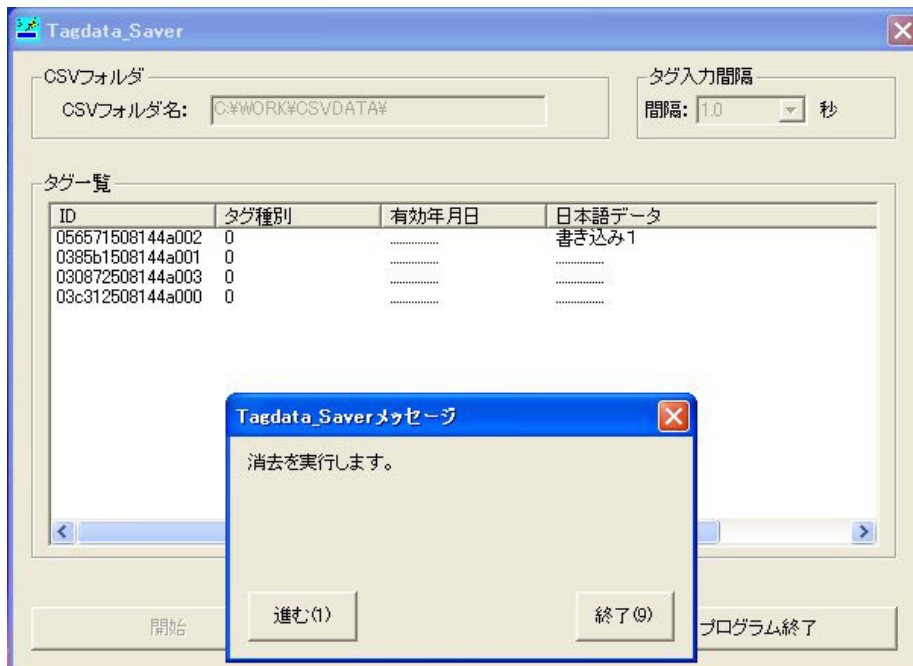 Tagdata_Saver
CSVフォルダ
タグ入力間隔
CSVフォルダ名: C:¥WORK¥CSVDATA¥
間隔: 1.0 秒
タグ一覧
ID タグ種別 有効年月日 日本語データ
056571508144a002 0 ............... 書き込み1
0385b1508144a001 0 ............... ...............
030872508144a003 0 ............... ...............
03c312508144a000 0 ............... ...............
Tagdata_Saverメッセージ
消去を実行します。
進む(1) 終了(9)
開始 プログラム終了